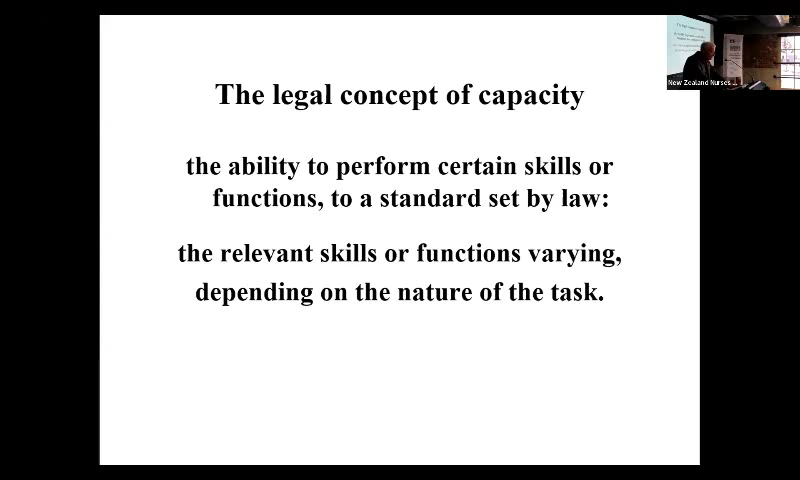 The legal concept of capacity
the ability to perform certain skills or
functions, to a standard set by law:
the relevant skills or functions varying,
depending on the nature of the task.
New Zealand Nurses ...